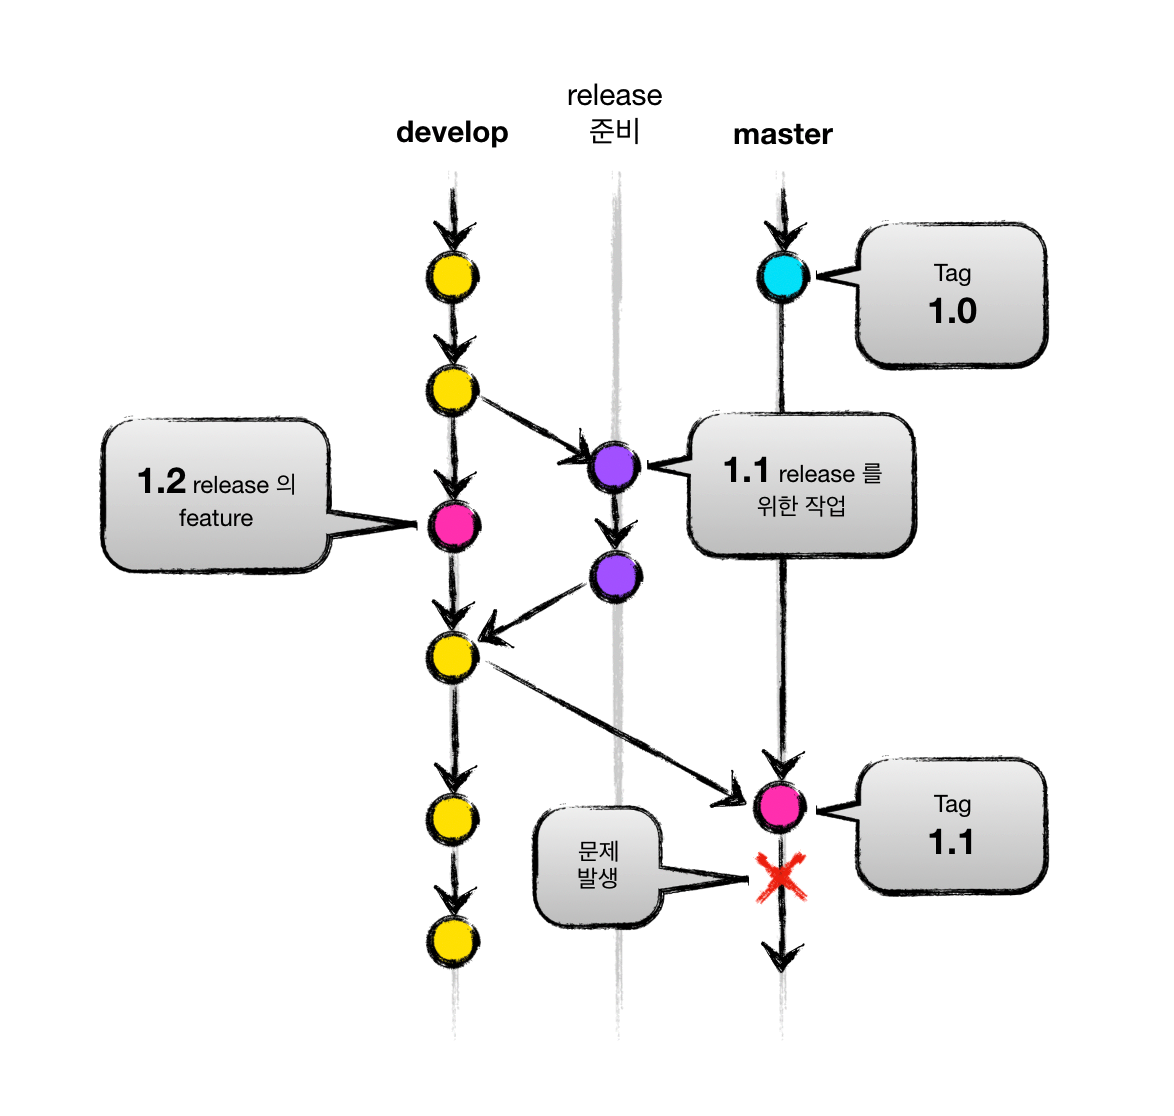 release
준비
develop
master
Tag
1.0
1.2 release 의
feature
1.1 release 를
위한 작업
문제
발생
Tag
1.1